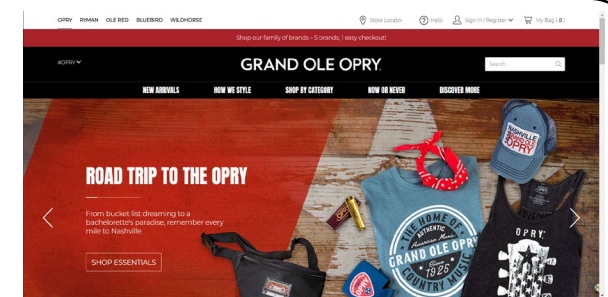 OPRY RYMAN OLE RED BLUEBIRD WILDHORSE Store Locator Help Sign In / Register My Bag ( 0 )
Shop our family of brands – 5 brands, 1 easy checkout!
#OPRY GRAND OLE OPRY. Search...
NEW ARRIVALS HOW WE STYLE SHOP BY CATEGORY NOW OR NEVER DISCOVER MORE
ROAD TRIP TO THE OPRY
From bucket list dreaming to a
bachelorette's paradise, remember every
mile to Nashville
SHOP ESSENTIALS
NASHVILLE
GRAND OLE
OPRY
THE HOME OF
AUTHENTIC
American Music
GRAND OLE OPRY
Since
1925
COUNTRY MUSIC
OPRY
OPRY